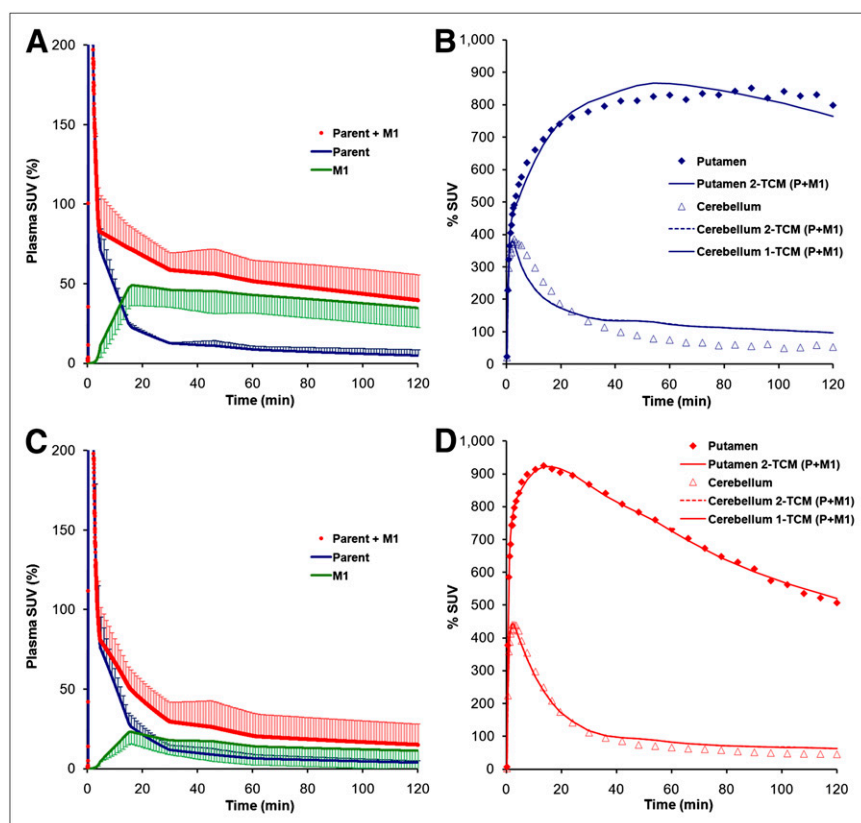 A
200
150
100
50
0
Plasma SUV (%)
Parent + M1
Parent
M1
0 20 40 60 80 100 120
Time (min)
B
1,000
900
800
700
600
500
400
300
200
100
0
% SUV
Putamen
Putamen 2-TCM (P+M1)
Cerebellum
Cerebellum 2-TCM (P+M1)
Cerebellum 1-TCM (P+M1)
0 20 40 60 80 100 120
Time (min)
C
200
150
100
50
0
Plasma SUV (%)
Parent + M1
Parent
M1
0 20 40 60 80 100 120
Time (min)
D
1,000
900
800
700
600
500
400
300
200
100
0
% SUV
Putamen
Putamen 2-TCM (P+M1)
Cerebellum
Cerebellum 2-TCM (P+M1)
Cerebellum 1-TCM (P+M1)
0 20 40 60 80 100 120
Time (min)